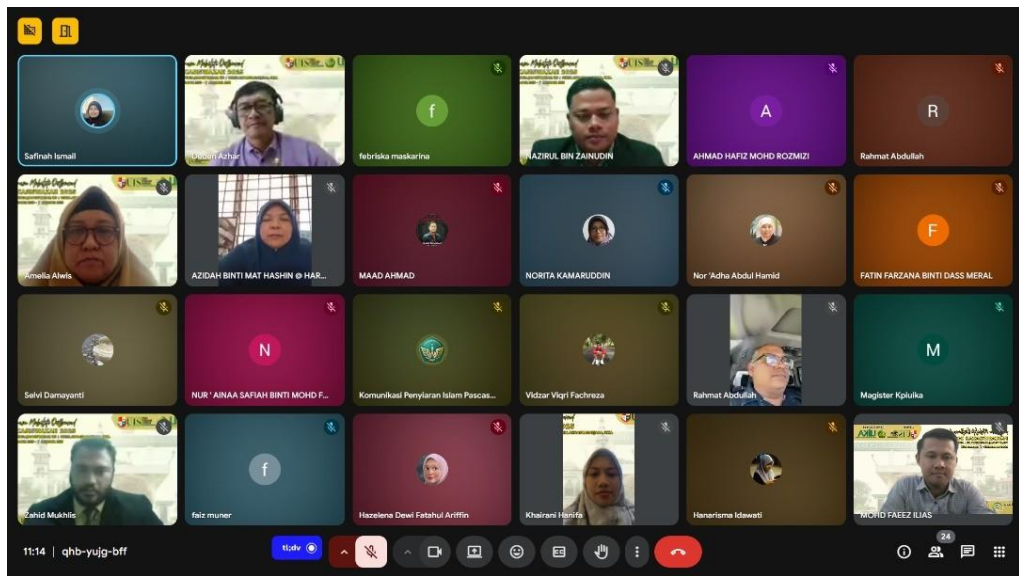 Safinah Ismail
Azhar
f
febriska maskarina
NAZIRUL BIN ZAINUDIN
A
AHMAD HAFIZ MOHD ROZMIZI
R
Rahmat Abdullah
Amelia Alwis
AZIDAH BINTI MAT HASHIN @ HAR...
MAAD AHMAD
NORITA KAMARUDDIN
Nor 'Adha Abdul Hamid
F
FATIN FARZANA BINTI DASS MERAL
Selvi Damayanti
N
NUR ' AINAA SAFIAH BINTI MOHD F...
Komunikasi Penyiaran Islam Pascas...
Vidzar Viqri Fachreza
Rahmat Abdullah
M
Magister Kpiuika
Zahid Mukhlis
f
faiz muner
Hazelena Dewi Fatahul Ariffin
Khairani Hanifa
Hanarisma Idawati
MOHD FAEEZ ILIAS
11:14 | qhb-yujg-bff
tl;dv
24